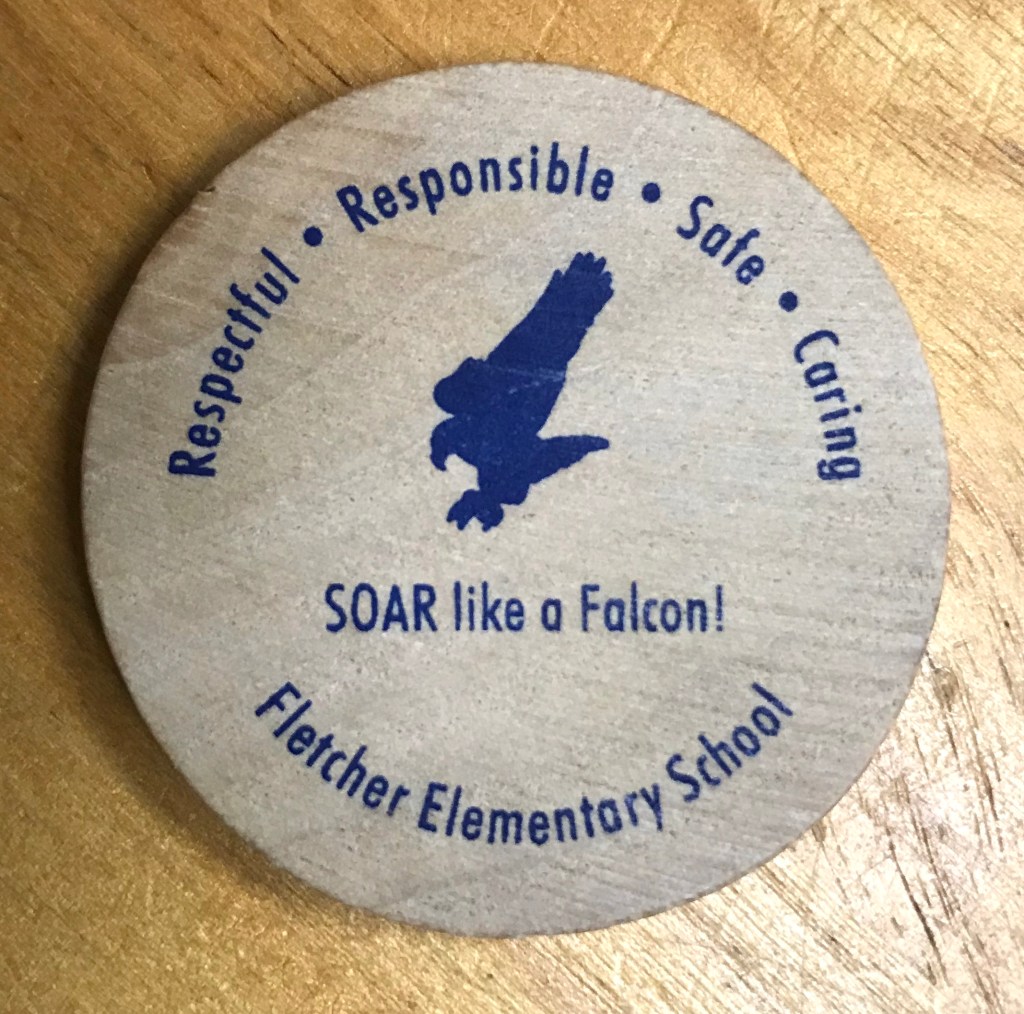 Respectful • Responsible • Safe • Caring
SOAR like a Falcon!
Fletcher Elementary School